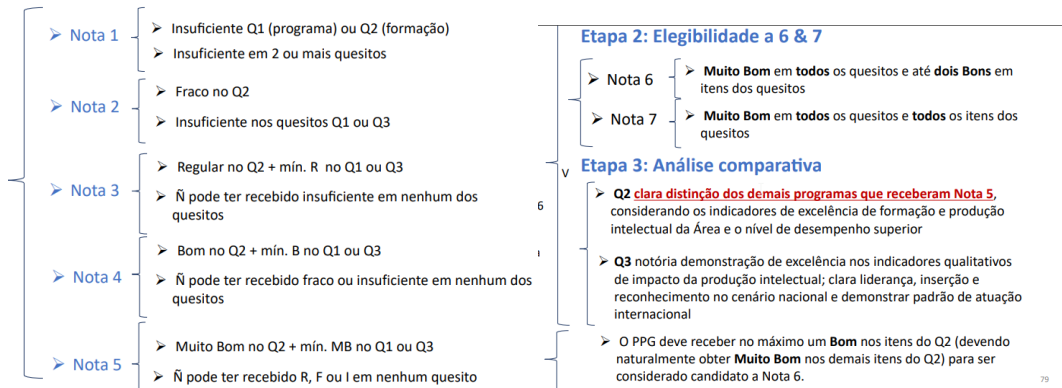 Nota 1
➢ Insuficiente Q1 (programa) ou Q2 (formação)
➢ Insuficiente em 2 ou mais quesitos
➢ Nota 2
➢ Fraco no Q2
➢ Insuficiente nos quesitos Q1 ou Q3
➢ Nota 3
➢ Regular no Q2 + mín. R no Q1 ou Q3
➢ Ñ pode ter recebido insuficiente em nenhum dos
quesitos
➢ Nota 4
➢ Bom no Q2 + mín. B no Q1 ou Q3
➢ Ñ pode ter recebido fraco ou insuficiente em nenhum dos
quesitos
➢ Nota 5
➢ Muito Bom no Q2 + mín. MB no Q1 ou Q3
➢ Ñ pode ter recebido R, F ou I em nenhum quesito
Etapa 2: Elegibilidade a 6 & 7
➢ Nota 6
➢ Muito Bom em todos os quesitos e até dois Bons em
itens dos quesitos
➢ Nota 7
➢ Muito Bom em todos os quesitos e todos os itens dos
quesitos
V
6
Etapa 3: Análise comparativa
➢ Q2 clara distinção dos demais programas que receberam Nota 5,
considerando os indicadores de excelência de formação e produção
intelectual da Área e o nível de desempenho superior
➢ Q3 notória demonstração de excelência nos indicadores qualitativos
de impacto da produção intelectual; clara liderança, inserção e
reconhecimento no cenário nacional e demonstrar padrão de atuação
internacional
➢ O PPG deve receber no máximo um Bom nos itens do Q2 (devendo
naturalmente obter Muito Bom nos demais itens do Q2) para ser
considerado candidato a Nota 6.
79